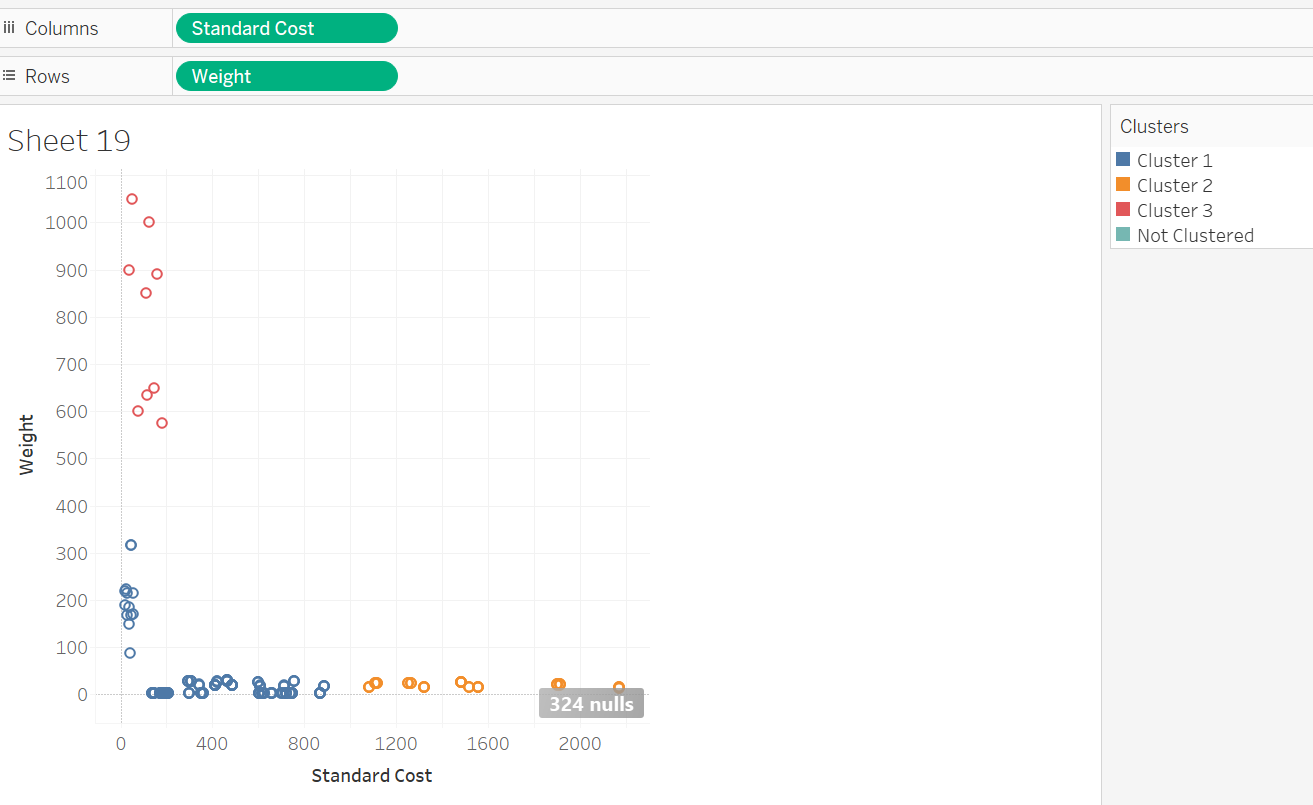 Columns
Standard Cost
Rows
Weight
Sheet 19
Clusters
Cluster 1
Cluster 2
Cluster 3
Not Clustered
1100
1000
900
800
700
600
500
400
300
200
100
0
Weight
324 nulls
0 400 800 1200 1600 2000
Standard Cost